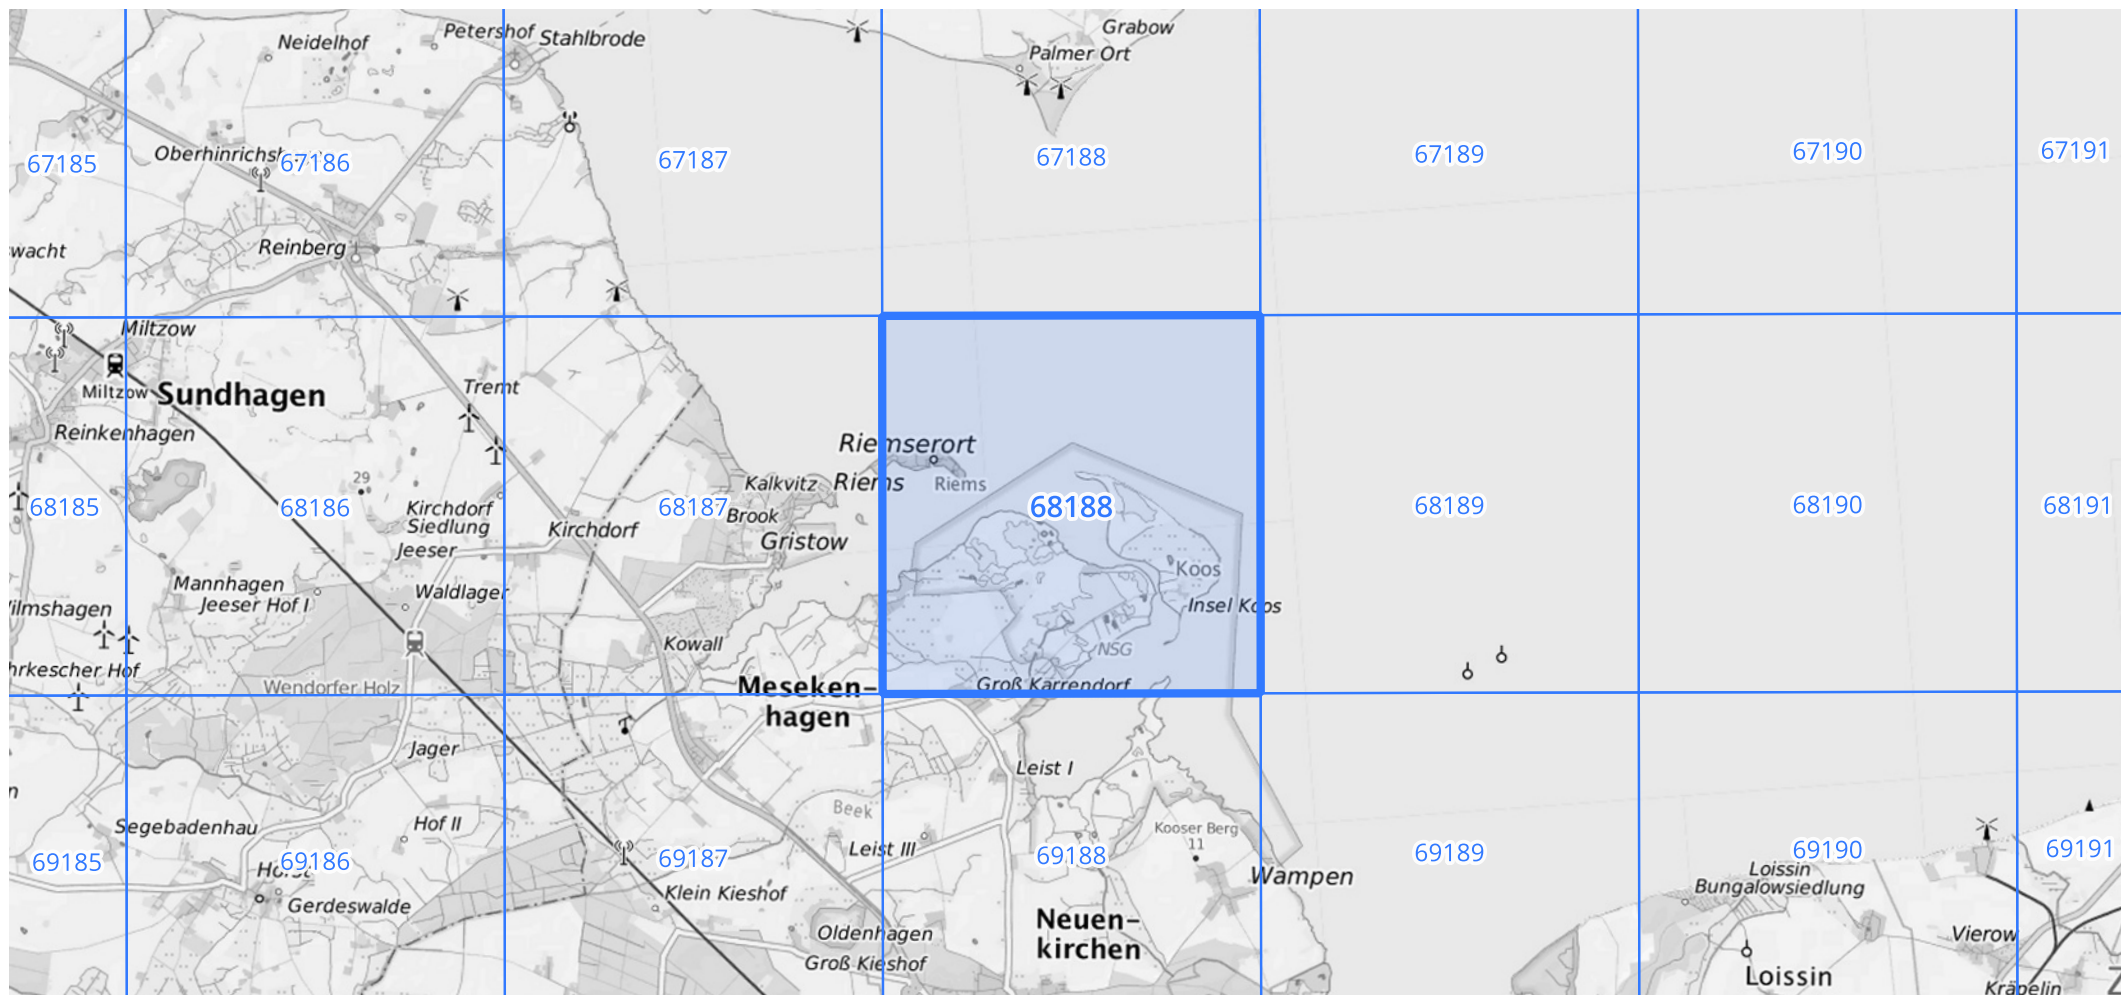 Neidelhof
Petershof
Stahlbrode
Grabow
Palmer Ort
67185
Oberhinrichsh
67186
67187
67188
67189
67190
67191
wacht
Reinberg
Miltzow
Miltzow
Sundhagen
Tremt
Reinkenhagen
Riemserort
29
Kalkvitz
Riems
Riems
68185
68186
Kirchdorf
Siedlung
68187
68188
68189
68190
68191
Brook
Kirchdorf
Jeeser
Gristow
Koos
Mannhagen
Jeeser Hof I
Waldlager
ilmshagen
Insel Koos
Kowall
NSG
hrkescher Hof
Wendorfer Holz
Meseken-
hagen
Groß Karrendorf
Jager
Leist I
n
Beek
Segebadenhau
Hof II
Kooser Berg
11
Leist III
69185
69186
69187
69188
69189
69190
69191
Horst
Wampen
Loissin
Bungalowsiedlung
Klein Kieshof
Gerdeswalde
Neuen-
kirchen
Oldenhagen
Vierow
Groß Kieshof
Loissin
Kräpelin
Z